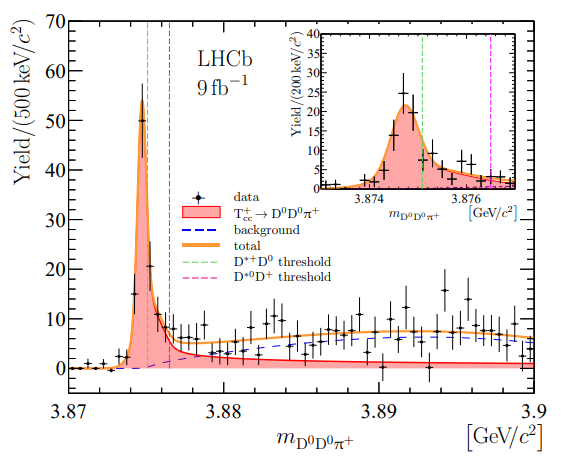 Yield/(500 keV/c²)
70
60
50
40
30
20
10
0
LHCb
9 fb⁻¹
data
T⁺cc → D⁰D⁰π⁺
background
total
D*⁺D⁰ threshold
D*⁰D⁺ threshold
Yield/(200 keV/c²)
40
35
30
25
20
15
10
5
0
3.874
3.876
m D⁰D⁰π⁺ [GeV/c²]
3.87
3.88
3.89
3.9
m D⁰D⁰π⁺ [GeV/c²]